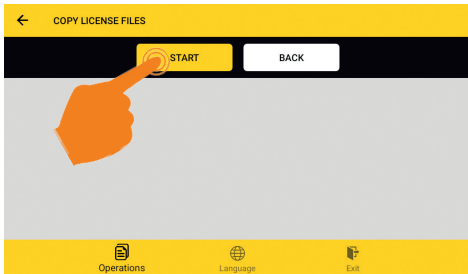 COPY LICENSE FILES
START
BACK
Operations
Language
Exit